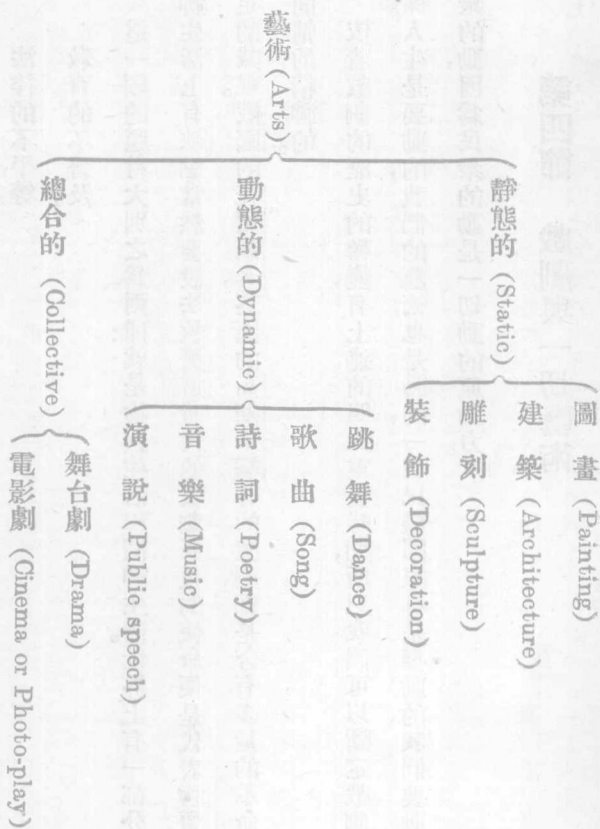 藝術 (Arts)
靜態的 (Static)
圖畫 (Painting)
建築 (Architecture)
雕刻 (Sculpture)
裝飾 (Decoration)
動態的 (Dynamic)
跳舞 (Dance)
歌曲 (Song)
詩詞 (Poetry)
音樂 (Music)
演說 (Public speech)
總合的 (Collective)
舞台劇 (Drama)
電影劇 (Cinema or Photo-play)